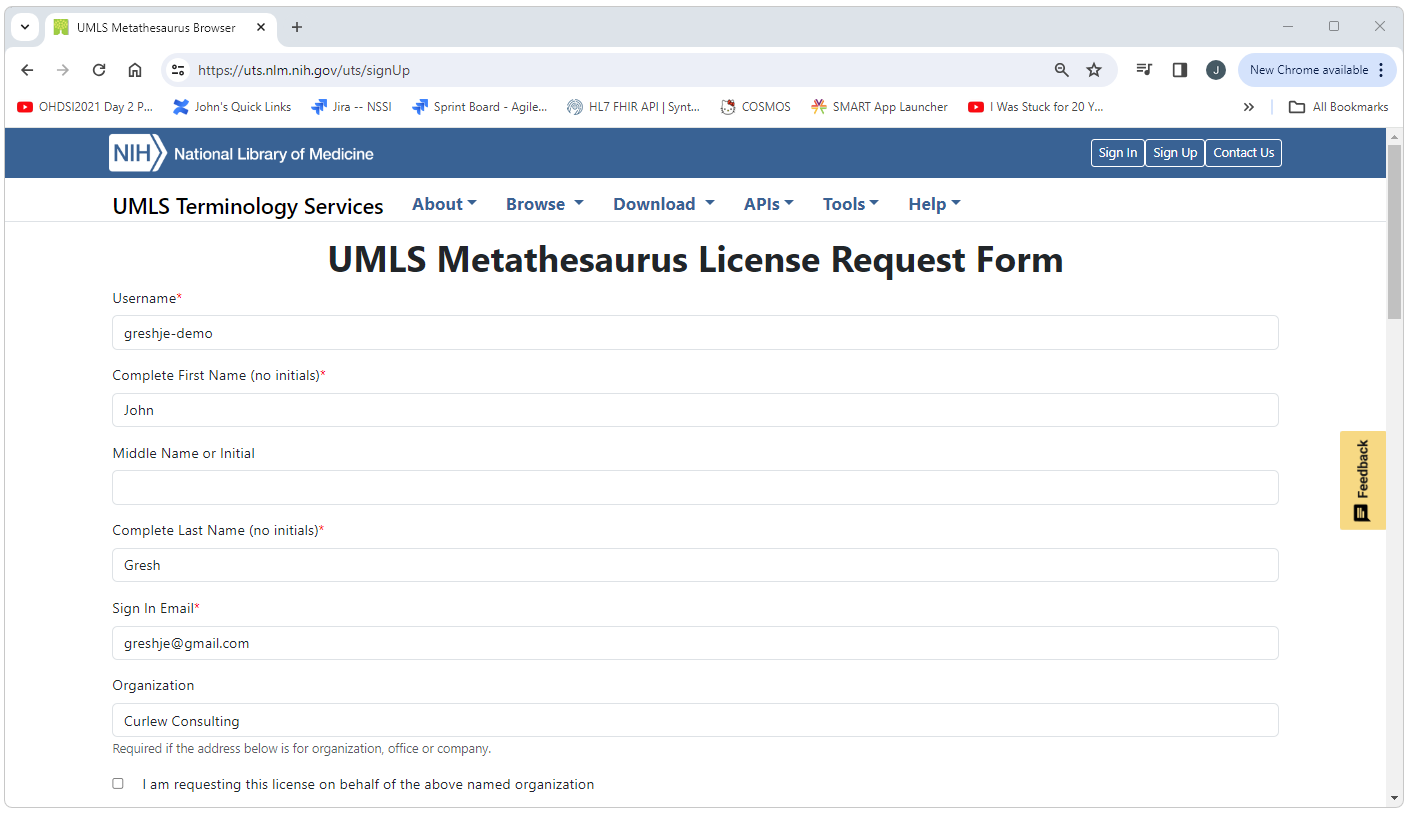 UMLS Metathesaurus Browser
https://uts.nlm.nih.gov/uts/signUp
J
New Chrome available
OHDSI2021 Day 2 P...
John's Quick Links
Jira -- NSSI
Sprint Board - Agile...
HL7 FHIR API | Synt...
COSMOS
SMART App Launcher
I Was Stuck for 20 Y...
All Bookmarks
NIH National Library of Medicine
Sign In
Sign Up
Contact Us
UMLS Terminology Services
About
Browse
Download
APIs
Tools
Help
UMLS Metathesaurus License Request Form
Username*
greshje-demo
Complete First Name (no initials)*
John
Middle Name or Initial
Feedback
Complete Last Name (no initials)*
Gresh
Sign In Email*
greshje@gmail.com
Organization
Curlew Consulting
Required if the address below is for organization, office or company.
I am requesting this license on behalf of the above named organization